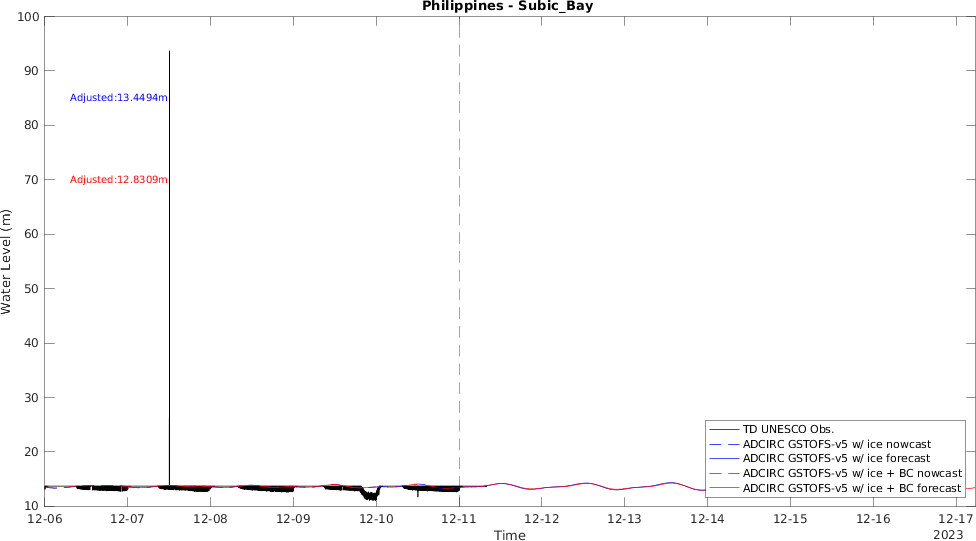 Philippines - Subic_Bay
100
90
80
70
60
50
40
30
20
10
Water Level (m)
Adjusted:13.4494m
Adjusted:12.8309m
TD UNESCO Obs.
ADCIRC GSTOFS-v5 w/ ice nowcast
ADCIRC GSTOFS-v5 w/ ice forecast
ADCIRC GSTOFS-v5 w/ ice + BC nowcast
ADCIRC GSTOFS-v5 w/ ice + BC forecast
12-06 12-07 12-08 12-09 12-10 12-11 12-12 12-13 12-14 12-15 12-16 12-17
Time
2023